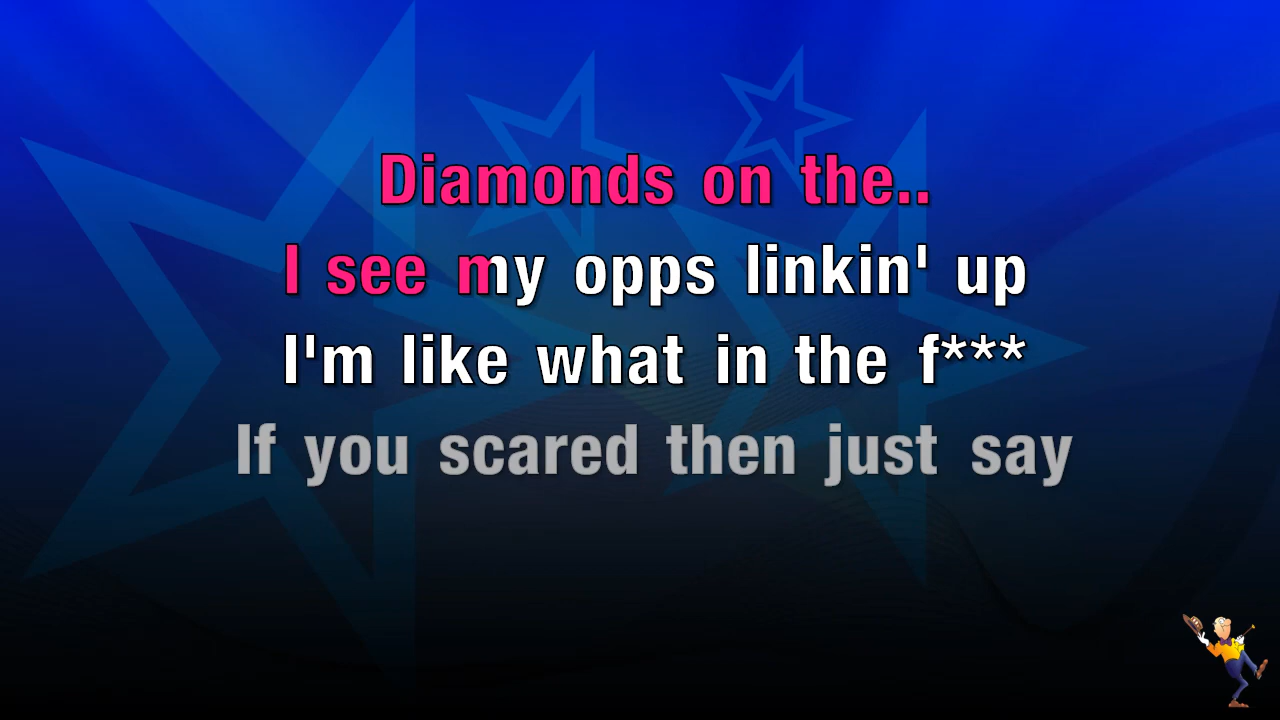 Diamonds on the..
I see my opps linkin' up
I'm like what in the f***
If you scared then just say